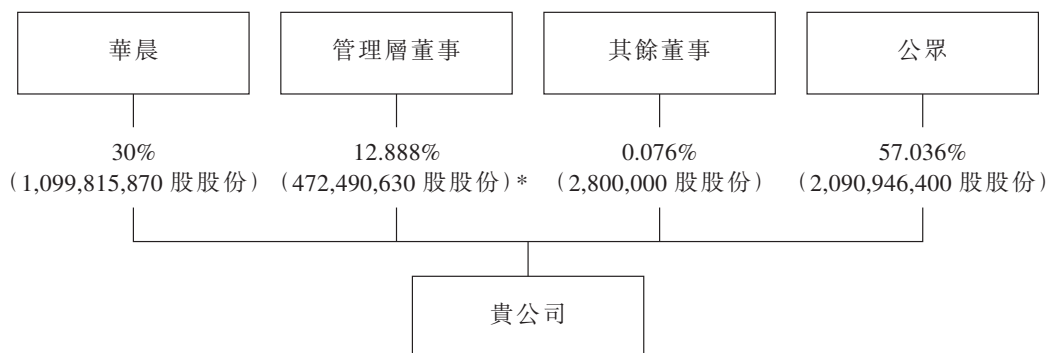 華晨 管理層董事 其餘董事 公眾
30% 12.888% 0.076% 57.036%
(1,099,815,870 股股份) (472,490,630 股股份)* (2,800,000 股股份) (2,090,946,400 股股份)
貴公司